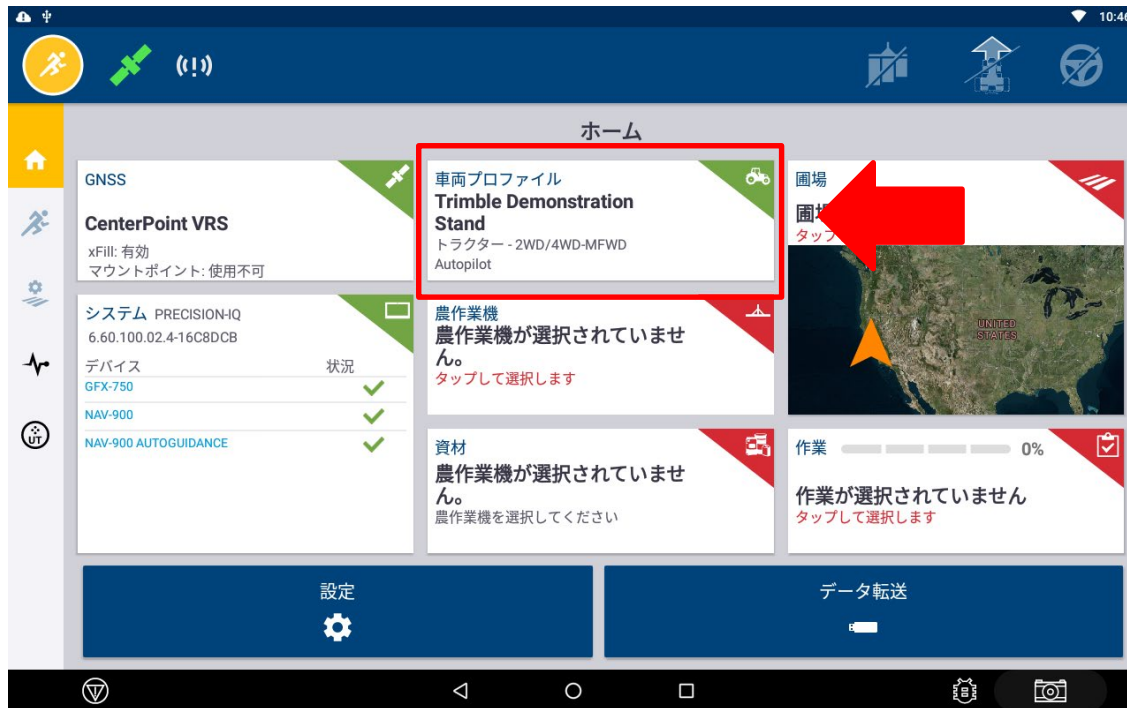 10:46
ホーム
GNSS
CenterPoint VRS
xFill: 有効
マウントポイント: 使用不可
車両プロファイル
Trimble Demonstration
Stand
トラクター - 2WD/4WD-MFWD
Autopilot
圃場
圃場
タップ
UNITED
STATES
システム PRECISION-IQ
6.60.100.02.4-16C8DCB
デバイス 状況
GFX-750
NAV-900
NAV-900 AUTOGUIDANCE
農作業機
農作業機が選択されていませ
ん。
タップして選択します
資材
農作業機が選択されていませ
ん。
農作業機を選択してください
作業 0%
作業が選択されていません
タップして選択します
UT
設定
データ転送